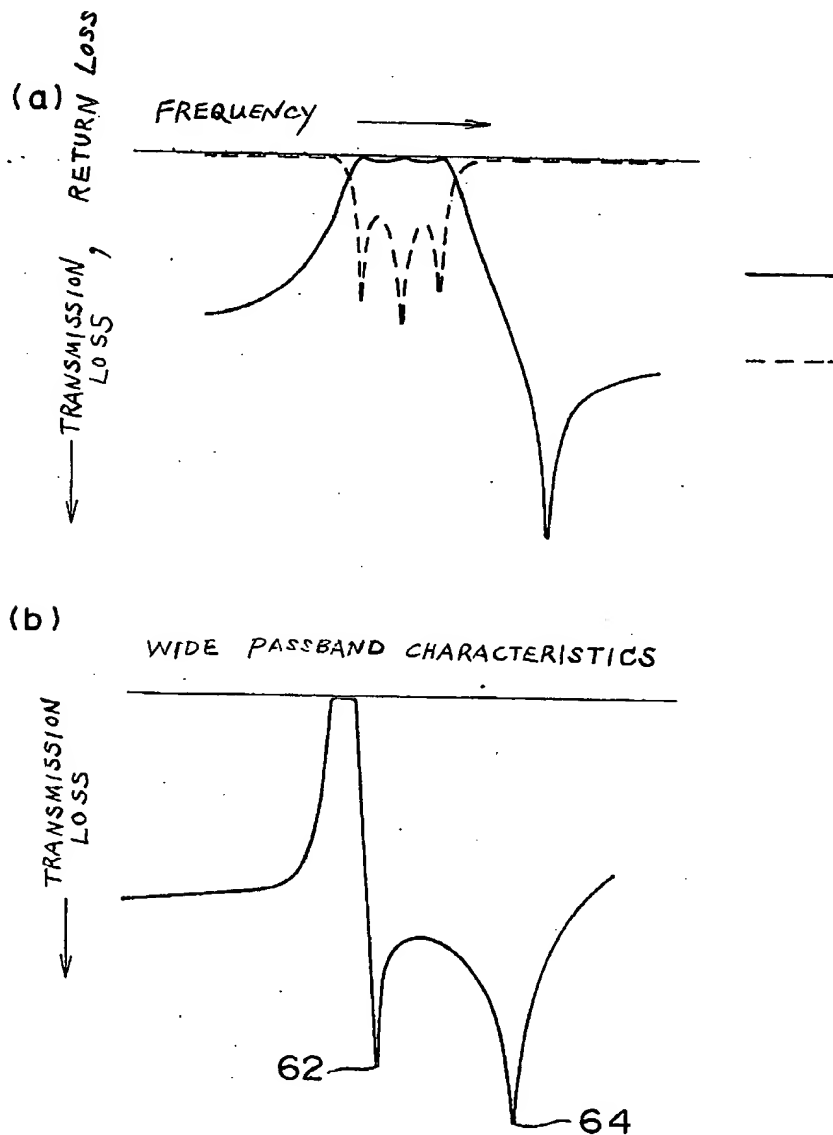 (a)
TRANSMISSION LOSS, RETURN LOSS
FREQUENCY
(b)
WIDE PASSBAND CHARACTERISTICS
TRANSMISSION
LOSS
62
64